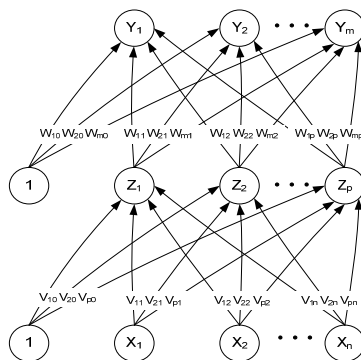 Y1 Y2 • • • Ym
W10 W20 Wm0 W11 W21 Wm1 W12 W22 Wm2 W1p W2p Wmp
1 Z1 Z2 • • • Zp
V10 V20 Vp0 V11 V21 Vp1 V12 V22 Vp2 V1n V2n Vpn
1 X1 X2 • • • Xn